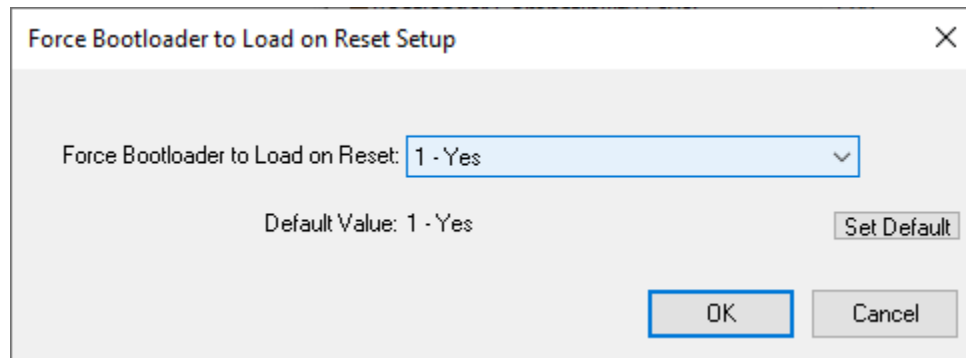 Force Bootloader to Load on Reset Setup
Force Bootloader to Load on Reset: 1 - Yes
Default Value: 1 - Yes
Set Default
OK
Cancel